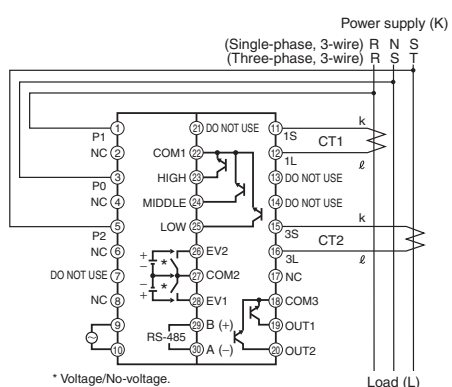 Power supply (K)
(Single-phase, 3-wire) R N S
(Three-phase, 3-wire) R S T
1 21 DO NOT USE 11
P1 1S
k
NC 2 COM1 22 12
CT1
1L
ℓ
3 HIGH 23 13 DO NOT USE
P0
NC 4 MIDDLE 24 14 DO NOT USE
k
5 LOW 25 15
P2 3S
CT2
NC 6 + − * 26 EV2 16
3L
ℓ
DO NOT USE 7 27 COM2 17 NC
NC 8 − + * 28 EV1 18 COM3
9 RS-485 29 B (+) 19 OUT1
10 30 A (−) 20 OUT2
* Voltage/No-voltage.
Load (L)